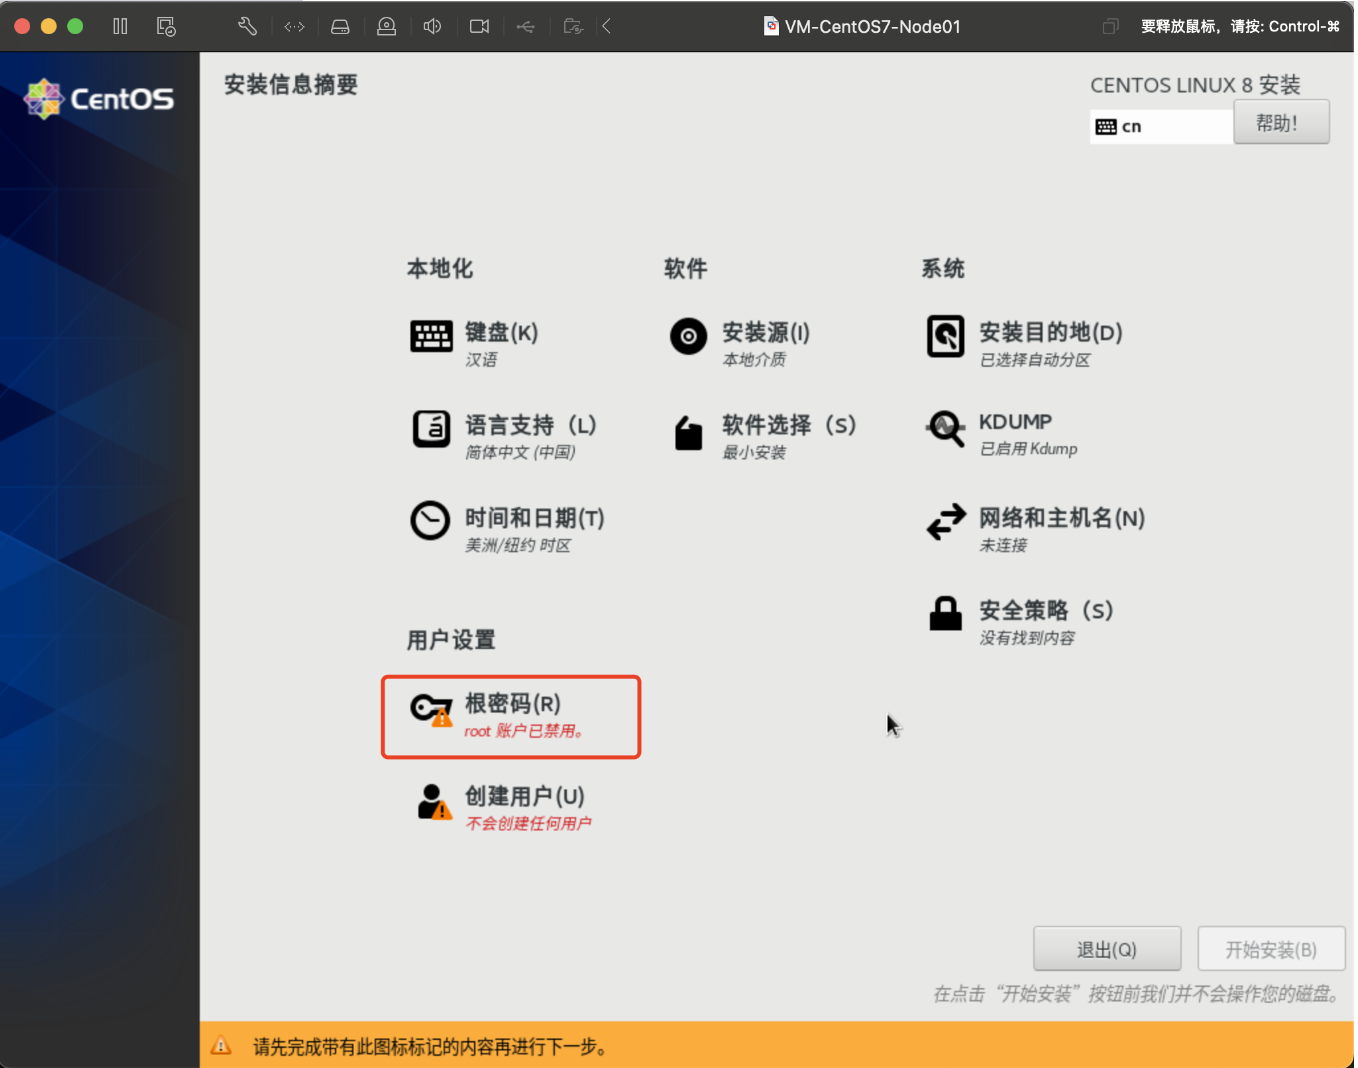 VM-CentOS7-Node01
要释放鼠标，请按: Control-⌘
CentOS
安装信息摘要
CENTOS LINUX 8 安装
cn
帮助！
本地化
软件
系统
键盘(K)
汉语
安装源(I)
本地介质
安装目的地(D)
已选择自动分区
语言支持（L）
简体中文 (中国)
软件选择（S）
最小安装
KDUMP
已启用 Kdump
时间和日期(T)
美洲/纽约 时区
网络和主机名(N)
未连接
安全策略（S）
没有找到内容
用户设置
根密码(R)
root 账户已禁用。
创建用户(U)
不会创建任何用户
退出(Q)
开始安装(B)
在点击“开始安装”按钮前我们并不会操作您的磁盘。
请先完成带有此图标标记的内容再进行下一步。